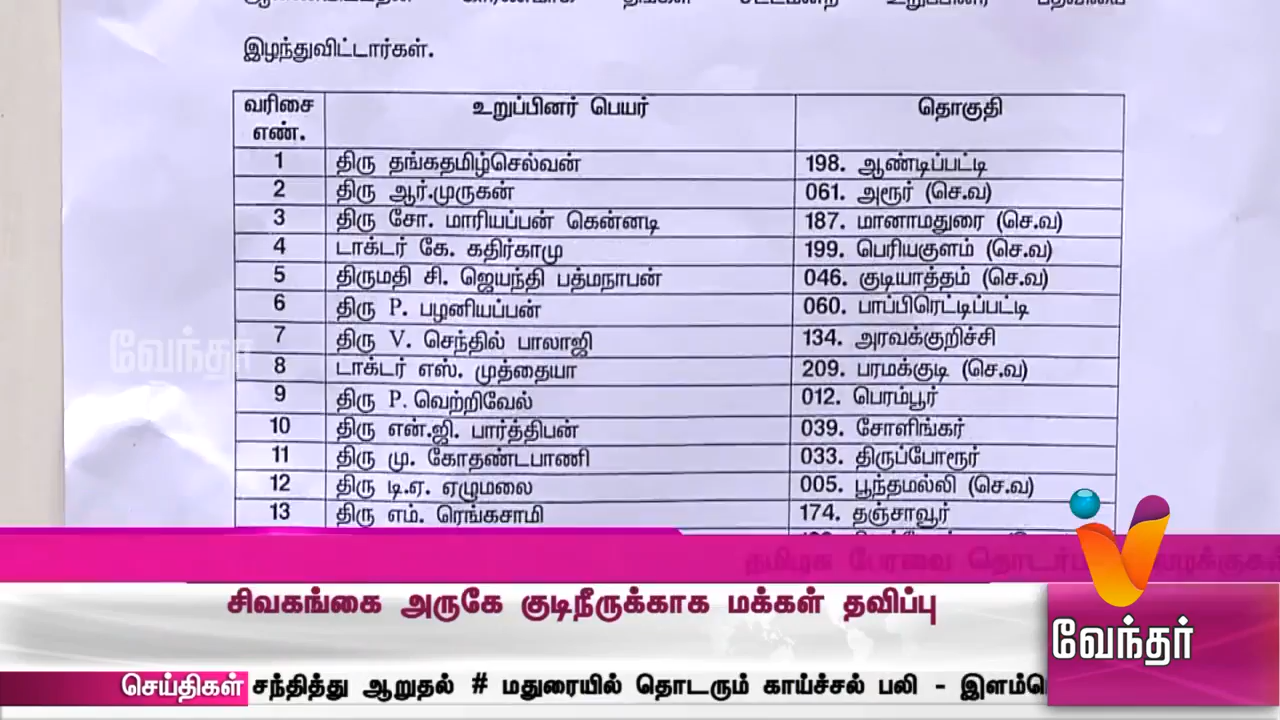 இழந்துவிட்டார்கள்.
வரிசை எண். உறுப்பினர் பெயர் தொகுதி
1 திரு தங்கதமிழ்செல்வன் 198. ஆண்டிப்பட்டி
2 திரு ஆர்.முருகன் 061. அரூர் (செ.வ)
3 திரு சோ. மாரியப்பன் கென்னடி 187. மானாமதுரை (செ.வ)
4 டாக்டர் கே. கதிர்காமு 199. பெரியகுளம் (செ.வ)
5 திருமதி சி. ஜெயந்தி பத்மநாபன் 046. குடியாத்தம் (செ.வ)
6 திரு P. பழனியப்பன் 060. பாப்பிரெட்டிப்பட்டி
7 திரு V. செந்தில் பாலாஜி 134. அரவக்குறிச்சி
8 டாக்டர் எஸ். முத்தையா 209. பரமக்குடி (செ.வ)
9 திரு P. வெற்றிவேல் 012. பெரம்பூர்
10 திரு என்.ஜி. பார்த்திபன் 039. சோளிங்கர்
11 திரு மு. கோதண்டபாணி 033. திருப்போரூர்
12 திரு டி.ஏ. ஏழுமலை 005. பூந்தமல்லி (செ.வ)
13 திரு எம். ரெங்கசாமி 174. தஞ்சாவூர்
வேந்தர்
தமிழக பேரவை
சிவகங்கை அருகே குடிநீருக்காக மக்கள் தவிப்பு
வேந்தர்
செய்திகள் சந்தித்து ஆறுதல் # மதுரையில் தொடரும் காய்ச்சல் பலி -